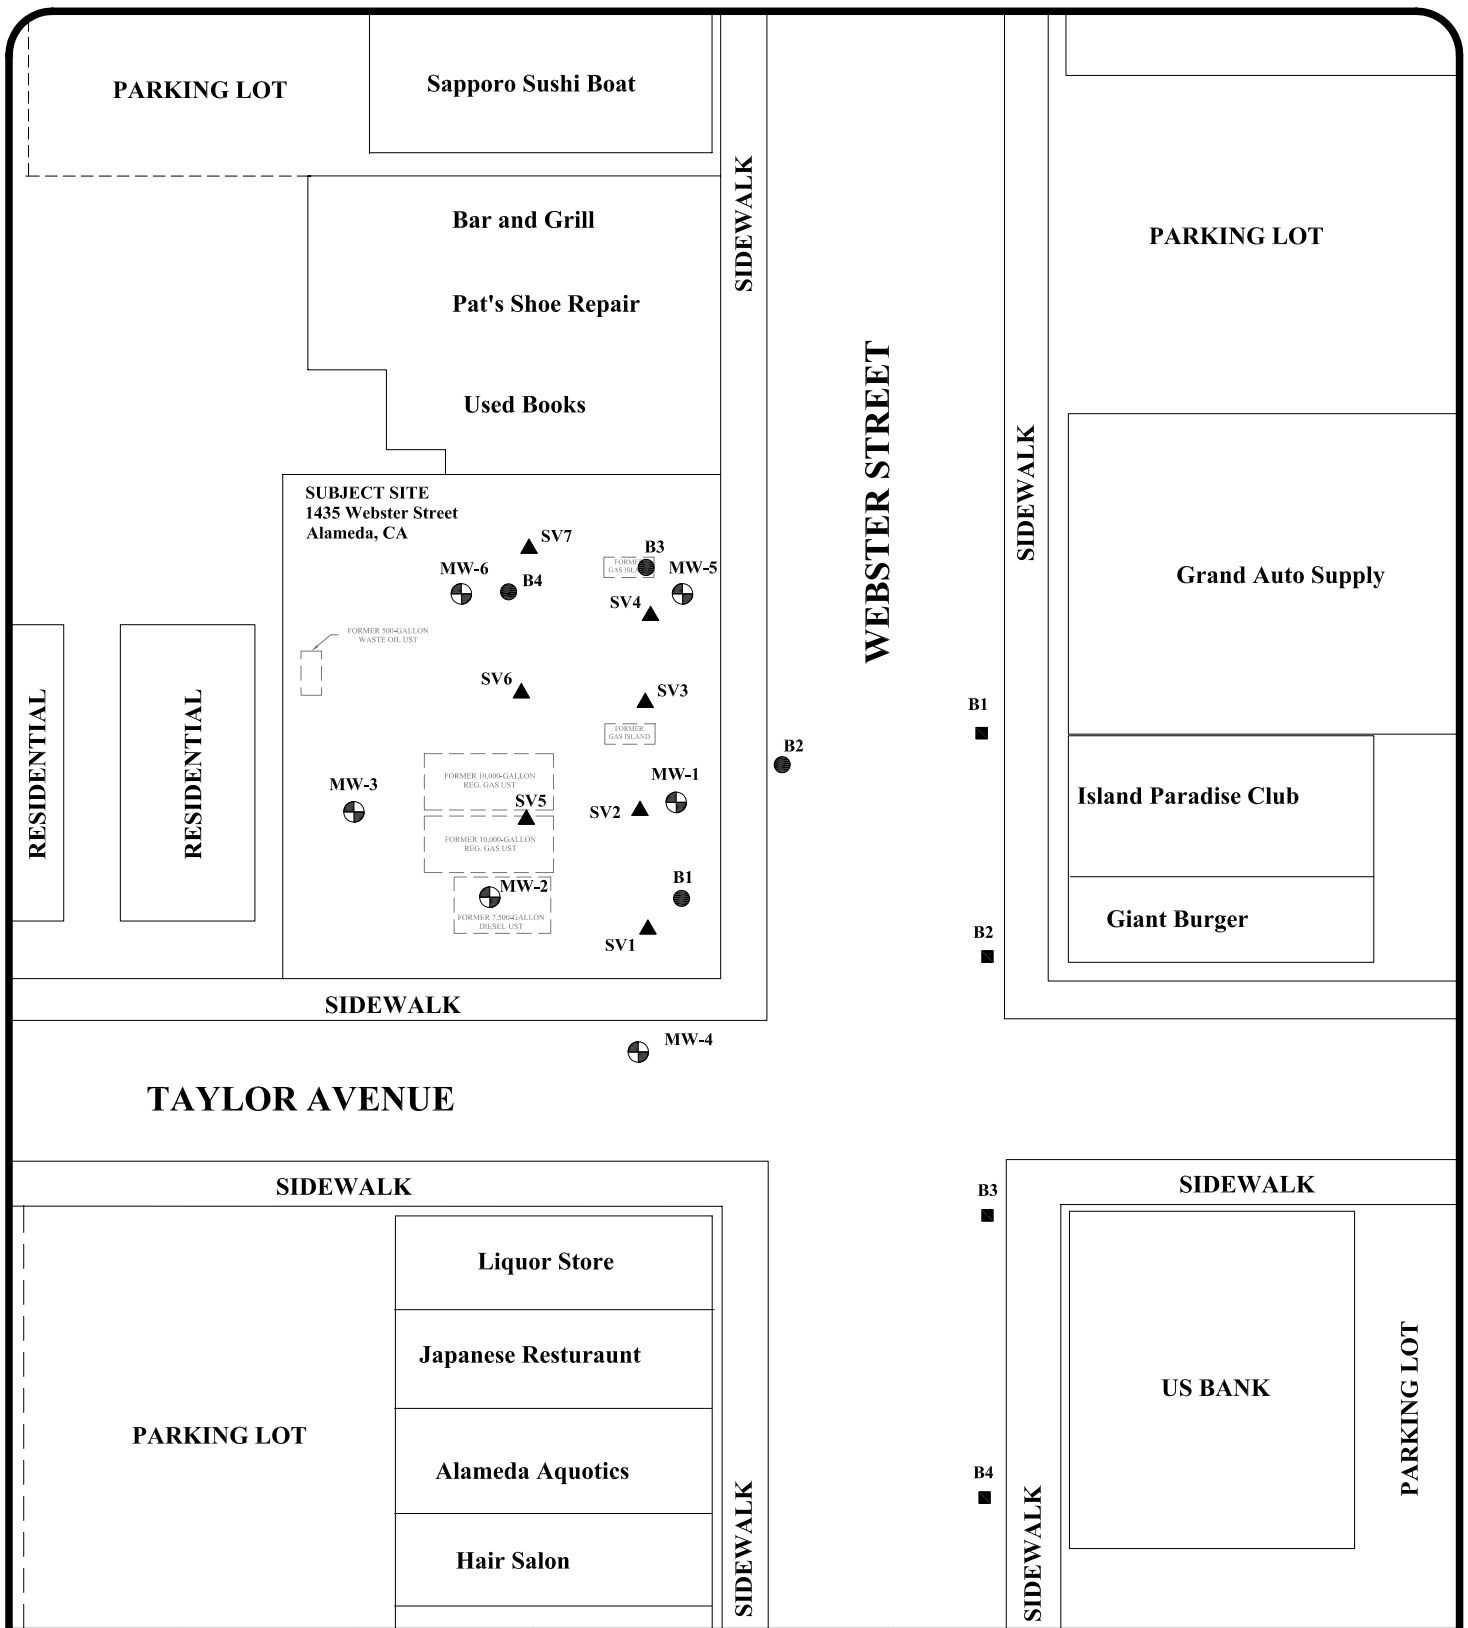 PARKING LOT
Sapporo Sushi Boat
SIDEWALK
Bar and Grill
PARKING LOT
Pat's Shoe Repair
WEBSTER STREET
Used Books
SIDEWALK
SUBJECT SITE
1435 Webster Street
Alameda, CA
SV7
B3
MW-6
B4
FORMER
GAS ISLAND
MW-5
SV4
Grand Auto Supply
FORMER 500-GALLON
WASTE OIL UST
SV6
SV3
RESIDENTIAL
RESIDENTIAL
B1
FORMER
GAS ISLAND
B2
MW-3
FORMER 10,000-GALLON
REG. GAS UST
MW-1
SV5
SV2
Island Paradise Club
FORMER 10,000-GALLON
REG. GAS UST
B1
MW-2
FORMER 7,500-GALLON
DIESEL UST
SV1
Giant Burger
B2
SIDEWALK
MW-4
TAYLOR AVENUE
SIDEWALK
B3
SIDEWALK
Liquor Store
Japanese Resturaunt
US BANK
PARKING LOT
PARKING LOT
Alameda Aquotics
B4
SIDEWALK
SIDEWALK
Hair Salon